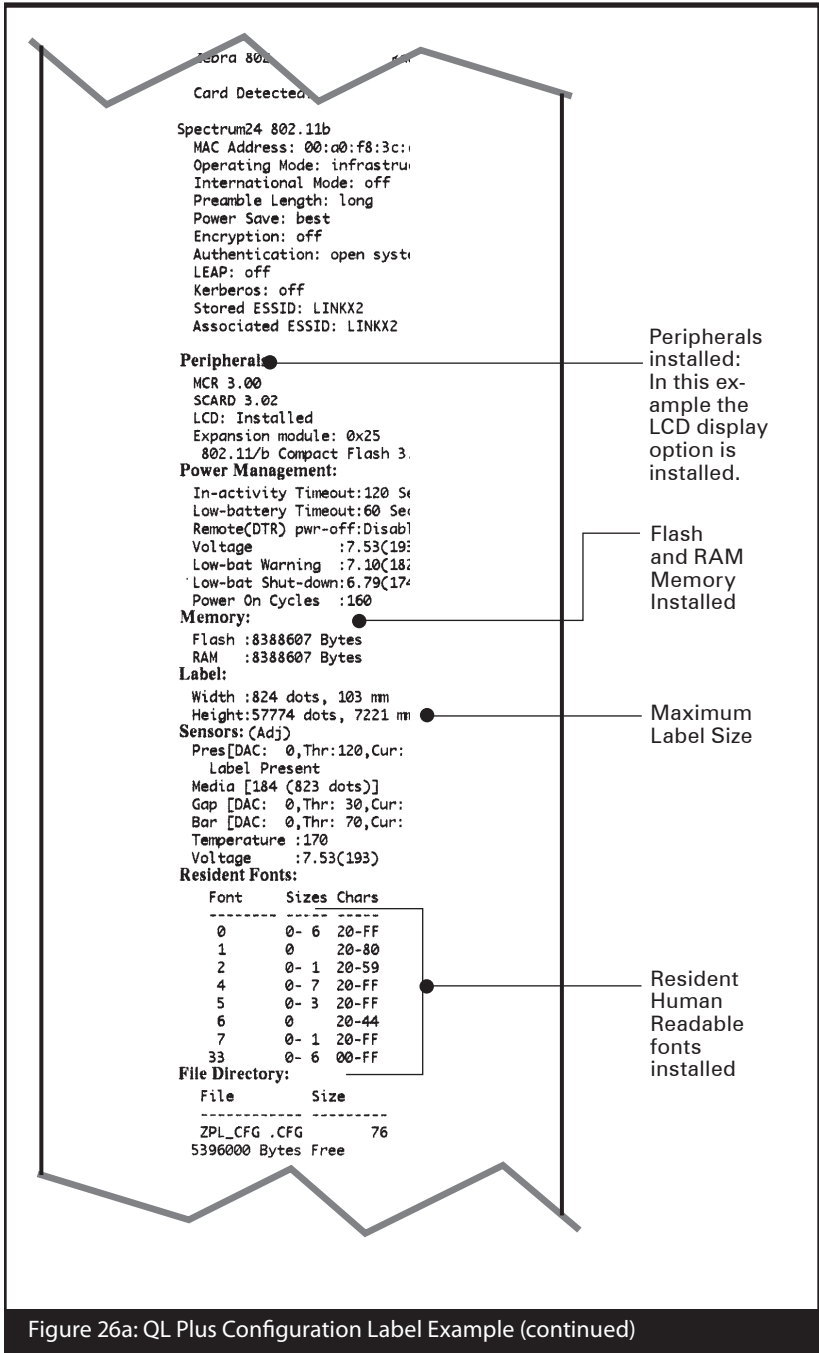 Zebra 802
Card Detected
Spectrum24 802.11b
MAC Address: 00:a0:f8:3c:
Operating Mode: infrastru
International Mode: off
Preamble Length: long
Power Save: best
Encryption: off
Authentication: open syst
LEAP: off
Kerberos: off
Stored ESSID: LINKX2
Associated ESSID: LINKX2
Peripherals
MCR 3.00
SCARD 3.02
LCD: Installed
Expansion module: 0x25
802.11/b Compact Flash 3.
Power Management:
In-activity Timeout:120 Se
Low-battery Timeout:60 Sec
Remote(DTR) pwr-off:Disabl
Voltage :7.53(193
Low-bat Warning :7.10(182
Low-bat Shut-down:6.79(174
Power On Cycles :160
Memory:
Flash :8388607 Bytes
RAM :8388607 Bytes
Label:
Width :824 dots, 103 mm
Height:57774 dots, 7221 mm
Sensors: (Adj)
Pres[DAC: 0,Thr:120,Cur:
Label Present
Media [184 (823 dots)]
Gap [DAC: 0,Thr: 30,Cur:
Bar [DAC: 0,Thr: 70,Cur:
Temperature :170
Voltage :7.53(193)
Resident Fonts:
Font Sizes Chars
-------- ----- -----
0 0- 6 20-FF
1 0 20-80
2 0- 1 20-59
4 0- 7 20-FF
5 0- 3 20-FF
6 0 20-44
7 0- 1 20-FF
33 0- 6 00-FF
File Directory:
File Size
------------- ---------
ZPL_CFG .CFG 76
5396000 Bytes Free
Peripherals
installed:
In this ex-
ample the
LCD display
option is
installed.
Flash
and RAM
Memory
Installed
Maximum
Label Size
Resident
Human
Readable
fonts
installed
Figure 26a: QL Plus Configuration Label Example (continued)